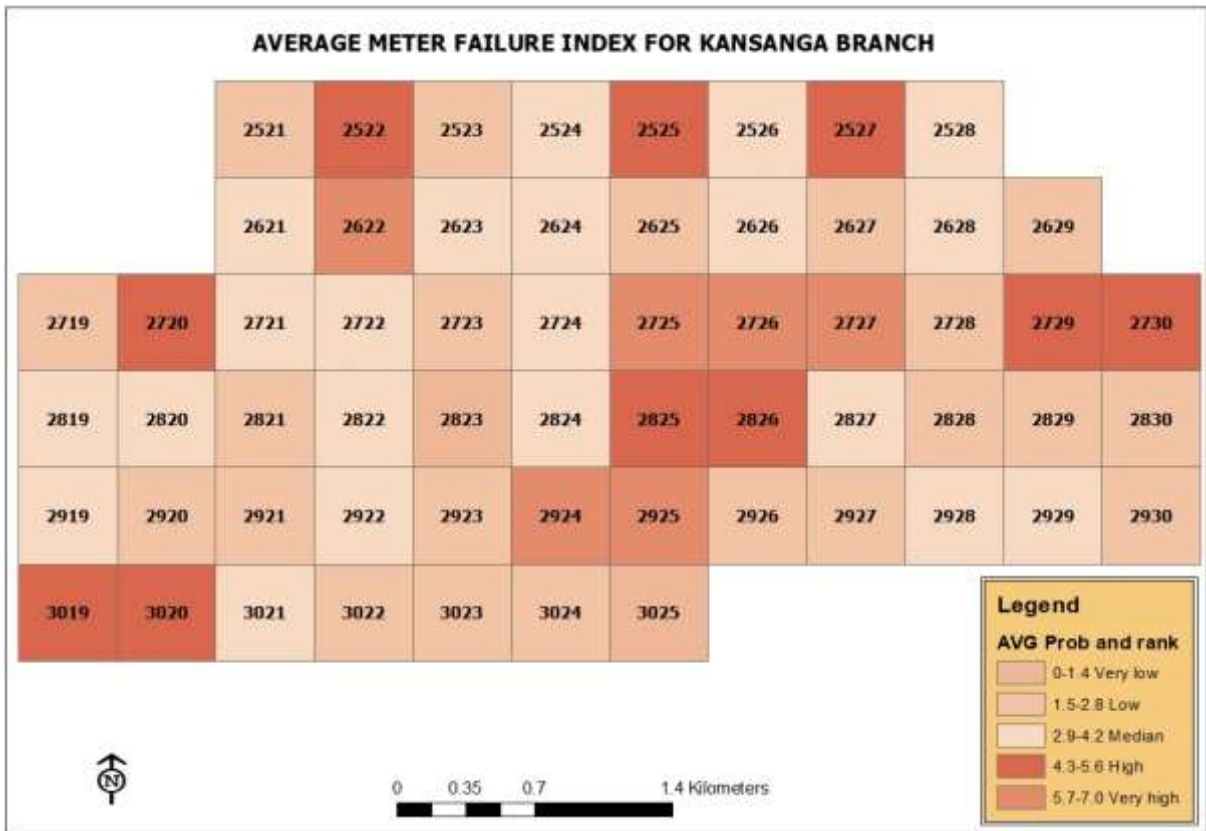 AVERAGE METER FAILURE INDEX FOR KANSANGA BRANCH
2521 2522 2523 2524 2525 2526 2527 2528
2621 2622 2623 2624 2625 2626 2627 2628 2629
2719 2720 2721 2722 2723 2724 2725 2726 2727 2728 2729 2730
2819 2820 2821 2822 2823 2824 2825 2826 2827 2828 2829 2830
2919 2920 2921 2922 2923 2924 2925 2926 2927 2928 2929 2930
3019 3020 3021 3022 3023 3024 3025
Legend
AVG Prob and rank
0-1.4 Very low
1.5-2.8 Low
2.9-4.2 Median
4.3-5.6 High
5.7-7.0 Very high
N
0 0.35 0.7 1.4 Kilometers